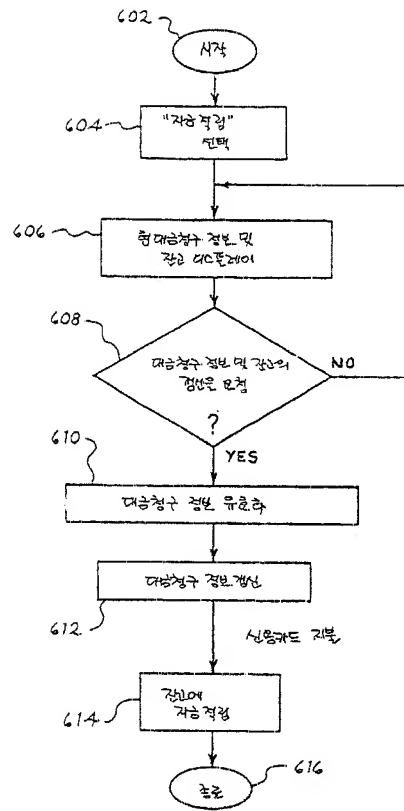 602
시작
604
"자금 적립"
선택
606
현 대금청구 정보 및
잔고 디스플레이
608
대금청구 정보 및 잔고의
갱신을 요청
?
NO
YES
610
대금청구 정보 유효화
대금청구 정보 갱신
612
신용카드 지불
잔고에
자금 적립
614
종료
616